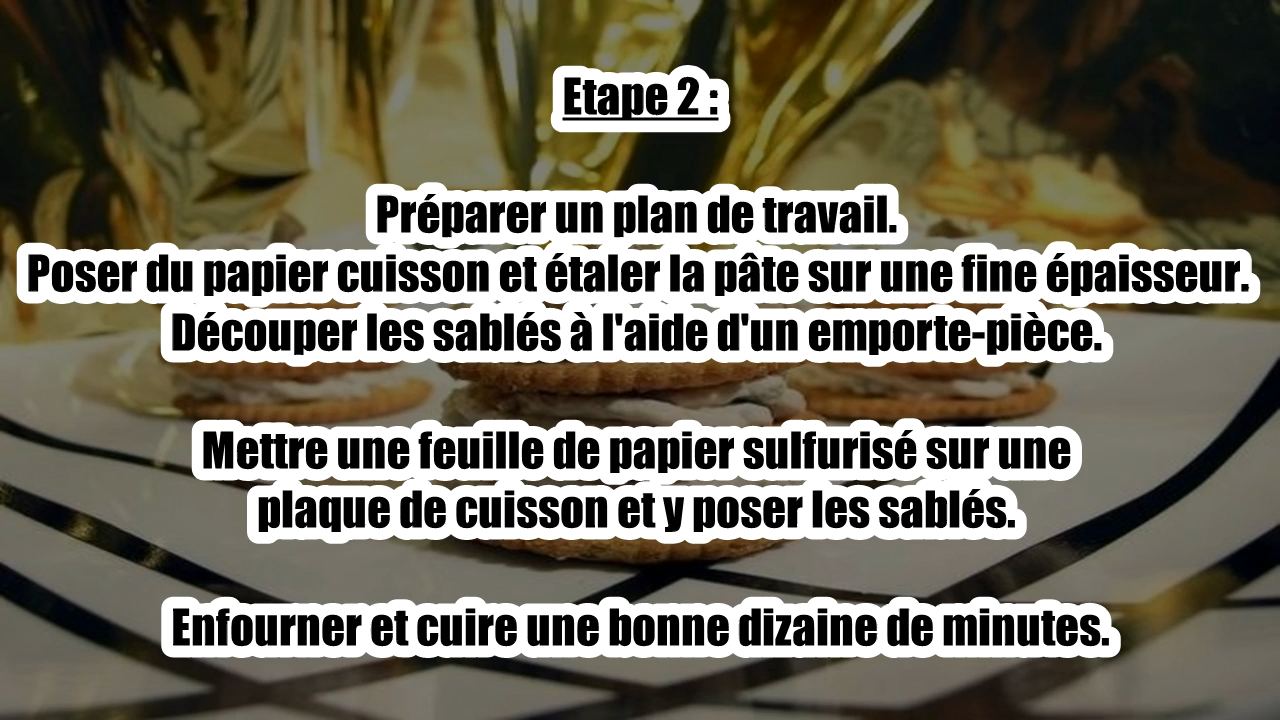 Etape 2 :
Préparer un plan de travail.
Poser du papier cuisson et étaler la pâte sur une fine épaisseur.
Découper les sablés à l'aide d'un emporte-pièce.
Mettre une feuille de papier sulfurisé sur une
plaque de cuisson et y poser les sablés.
Enfourner et cuire une bonne dizaine de minutes.